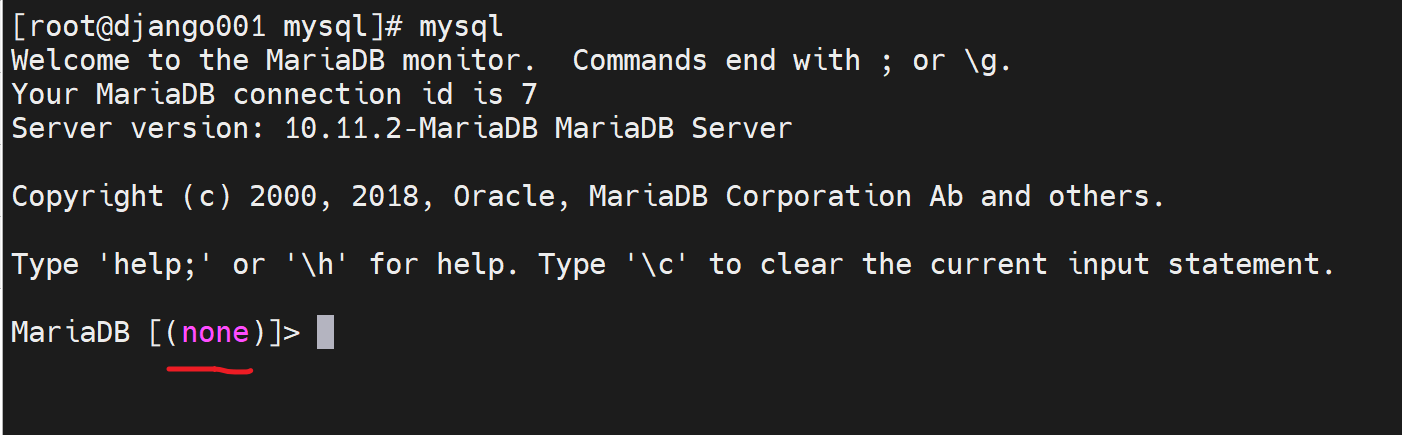 [root@django001 mysql]# mysql
Welcome to the MariaDB monitor.  Commands end with ; or \g.
Your MariaDB connection id is 7
Server version: 10.11.2-MariaDB MariaDB Server
Copyright (c) 2000, 2018, Oracle, MariaDB Corporation Ab and others.
Type 'help;' or '\h' for help. Type '\c' to clear the current input statement.
MariaDB [(none)]>